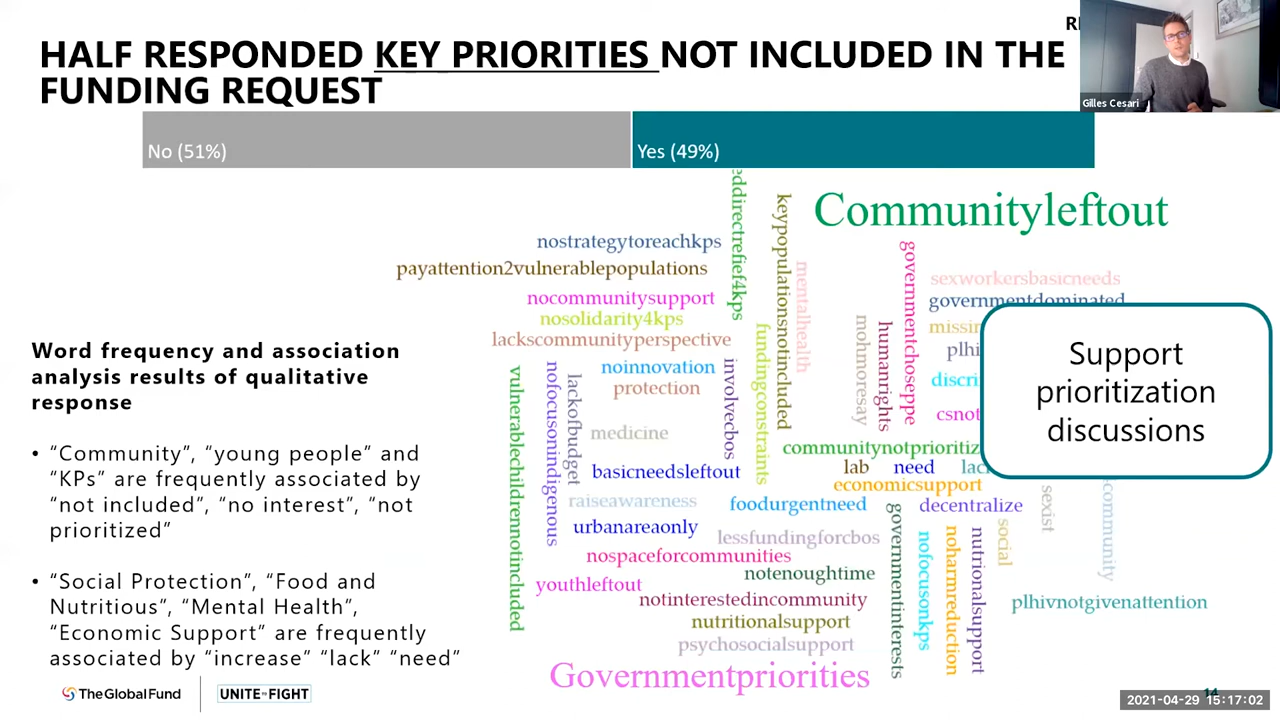 HALF RESPONDED KEY PRIORITIES NOT INCLUDED IN THE
FUNDING REQUEST
Gilles Cesari
No (51%)
Yes (49%)
Communityleftout
nostrategytoreachkps
payattention2vulnerablepopulations
nocommunitysupport
nosolidarity4kps
lackscommunityperspective
noinnovation
protection
medicine
basicneedsleftout
raiseawareness
urbanareaonly
nospaceforcommunities
youthleftout
vulnerablechildrennotincluded
nofocusonindigenous
lackofbudget
involvecbos
fundingconstraints
keypopulationsnotincluded
mentalhealth
mohmoresay
humanrights
governmentchoseppe
sexworkersbasicneeds
governmentdominated
communitynotprioritiz
lab
need
economicsupport
foodurgentneed
decentralize
lessfundingforcbos
notenoughtime
notinterestedincommunity
nutritionalsupport
psychosocialsupport
Governmentpriorities
governmentinterests
nofocusonkps
noharmreduction
nutrionalsupport
social
sexist
plhivnotgivenattention
Support
prioritization
discussions
Word frequency and association
analysis results of qualitative
response
• “Community”, “young people” and
“KPs” are frequently associated by
“not included”, “no interest”, “not
prioritized”
• “Social Protection”, “Food and
Nutritious”, “Mental Health”,
“Economic Support” are frequently
associated by “increase” “lack” “need”
The Global Fund
UNITE TO FIGHT
14
2021-04-29 15:17:02